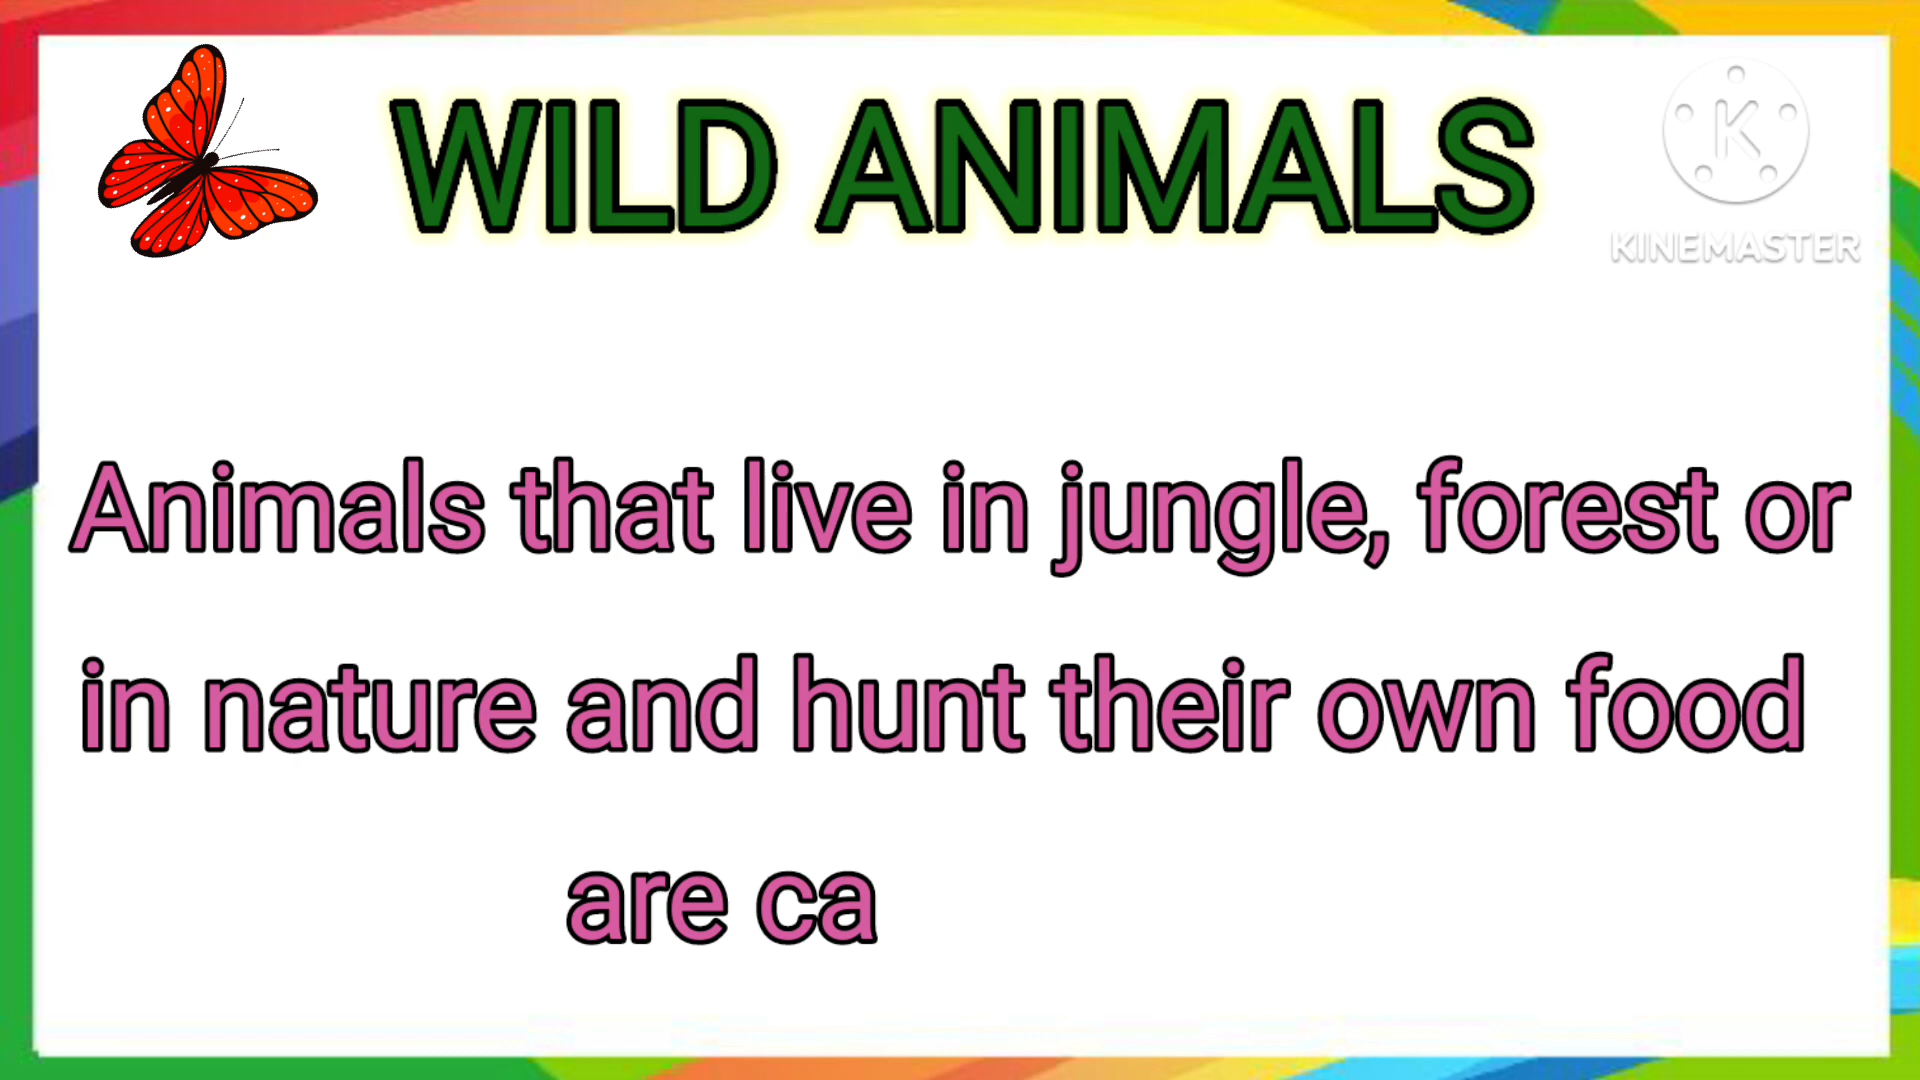 WILD ANIMALS
K
KINEMASTER
Animals that live in jungle, forest or
in nature and hunt their own food
are ca